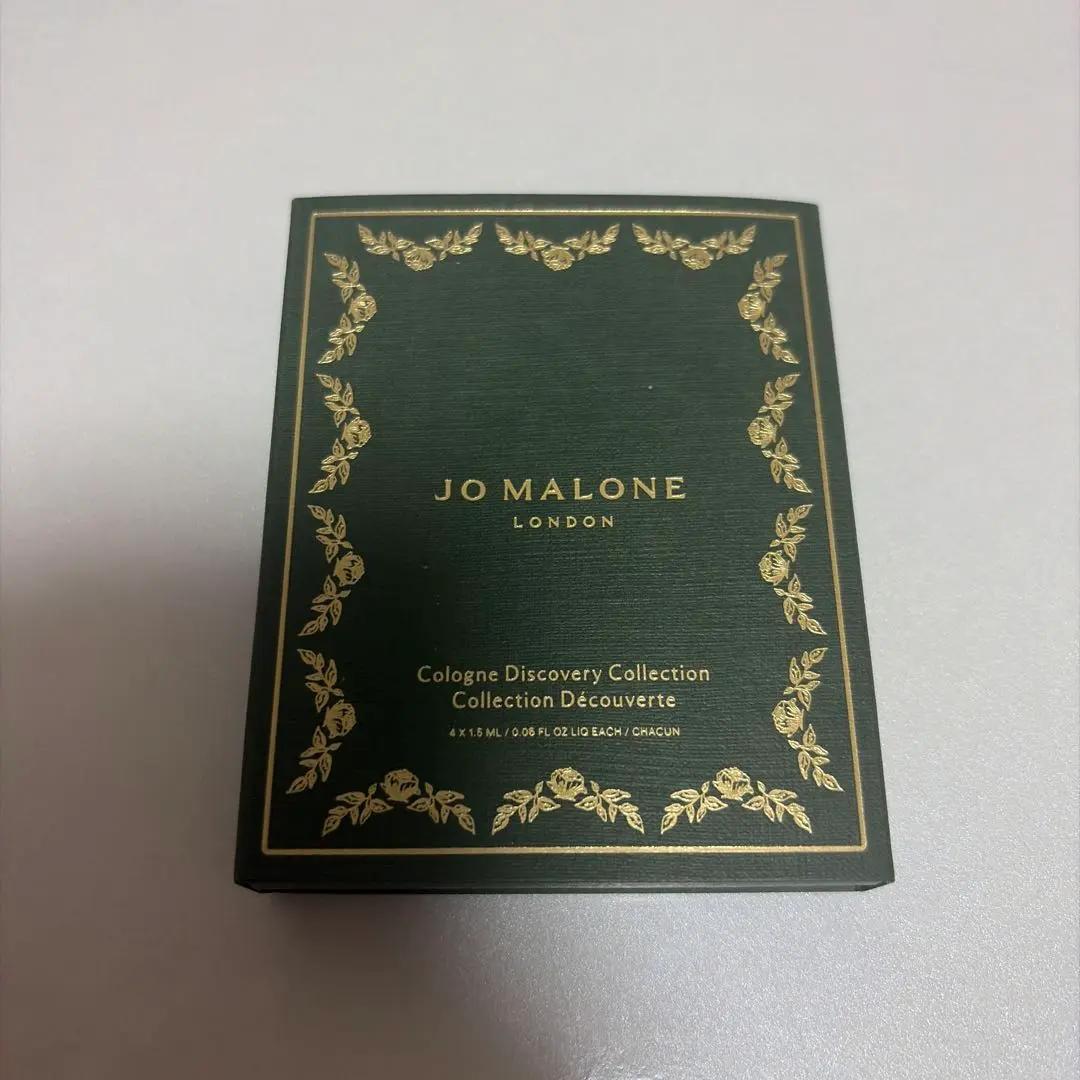 JO MALONE
LONDON
Cologne Discovery Collection
Collection Découverte
4 X 1.5 ML / 0.05 FL OZ LIQ EACH / CHACUN